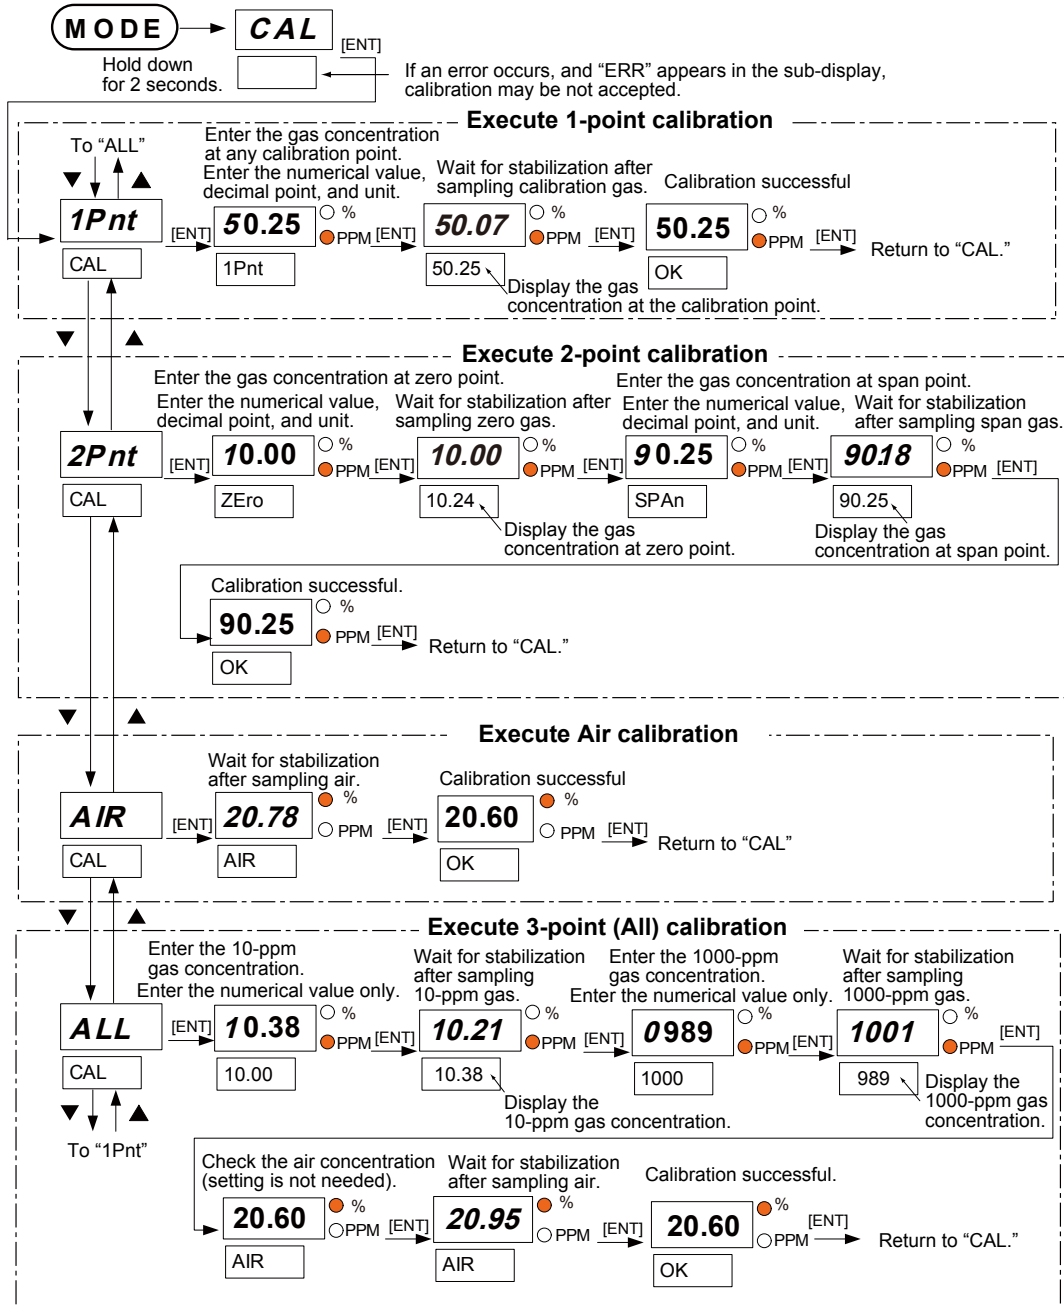 MODE
CAL
[ENT]
Hold down
for 2 seconds.
If an error occurs, and “ERR” appears in the sub-display,
calibration may be not accepted.
Execute 1-point calibration
To “ALL”
▼ ▲
Enter the gas concentration
at any calibration point.
Enter the numerical value,
decimal point, and unit.
Wait for stabilization after
sampling calibration gas.
Calibration successful
1Pnt
CAL
[ENT]
50.25
% PPM
1Pnt
[ENT]
50.07
% PPM
50.25
Display the gas
concentration at the calibration point.
[ENT]
50.25
% PPM
OK
[ENT]
Return to “CAL.”
▼ ▲
Execute 2-point calibration
Enter the gas concentration at zero point.
Enter the numerical value,
decimal point, and unit.
Wait for stabilization after
sampling zero gas.
Enter the gas concentration at span point.
Enter the numerical value,
decimal point, and unit.
Wait for stabilization
after sampling span gas.
2Pnt
CAL
[ENT]
10.00
% PPM
ZEro
[ENT]
10.00
% PPM
10.24
Display the gas
concentration at zero point.
[ENT]
90.25
% PPM
SPAn
[ENT]
90.18
% PPM
90.25
Display the gas
concentration at span point.
[ENT]
Calibration successful.
90.25
% PPM
OK
[ENT]
Return to “CAL.”
▼ ▲
Execute Air calibration
Wait for stabilization
after sampling air.
Calibration successful
AIR
CAL
[ENT]
20.78
% PPM
AIR
[ENT]
20.60
% PPM
OK
[ENT]
Return to “CAL”
▼ ▲
Execute 3-point (All) calibration
Enter the 10-ppm
gas concentration.
Enter the numerical value only.
Wait for stabilization
after sampling
10-ppm gas.
Enter the 1000-ppm
gas concentration.
Enter the numerical value only.
Wait for stabilization
after sampling
1000-ppm gas.
ALL
CAL
[ENT]
10.38
% PPM
10.00
[ENT]
10.21
% PPM
10.38
Display the
10-ppm gas concentration.
[ENT]
0989
% PPM
1000
[ENT]
1001
% PPM
989
Display the
1000-ppm gas
concentration.
[ENT]
▼ ▲
To “1Pnt”
Check the air concentration
(setting is not needed).
Wait for stabilization
after sampling air.
Calibration successful.
20.60
% PPM
AIR
[ENT]
20.95
% PPM
AIR
[ENT]
20.60
% PPM
OK
[ENT]
Return to “CAL.”